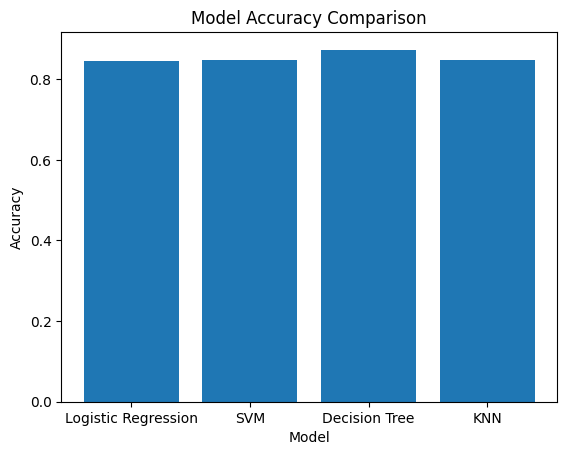 Model Accuracy Comparison
Accuracy
0.8
0.6
0.4
0.2
0.0
Logistic Regression SVM Decision Tree KNN
Model